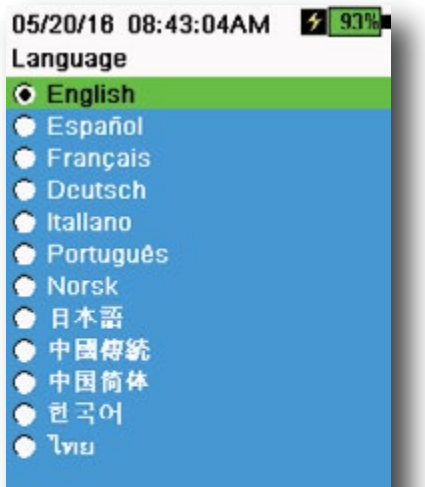 05/20/16 08:43:04AM 93%
Language
English
Español
Français
Deutsch
Italiano
Português
Norsk
日本語
中國傳統
中国简体
한국어
ไทย